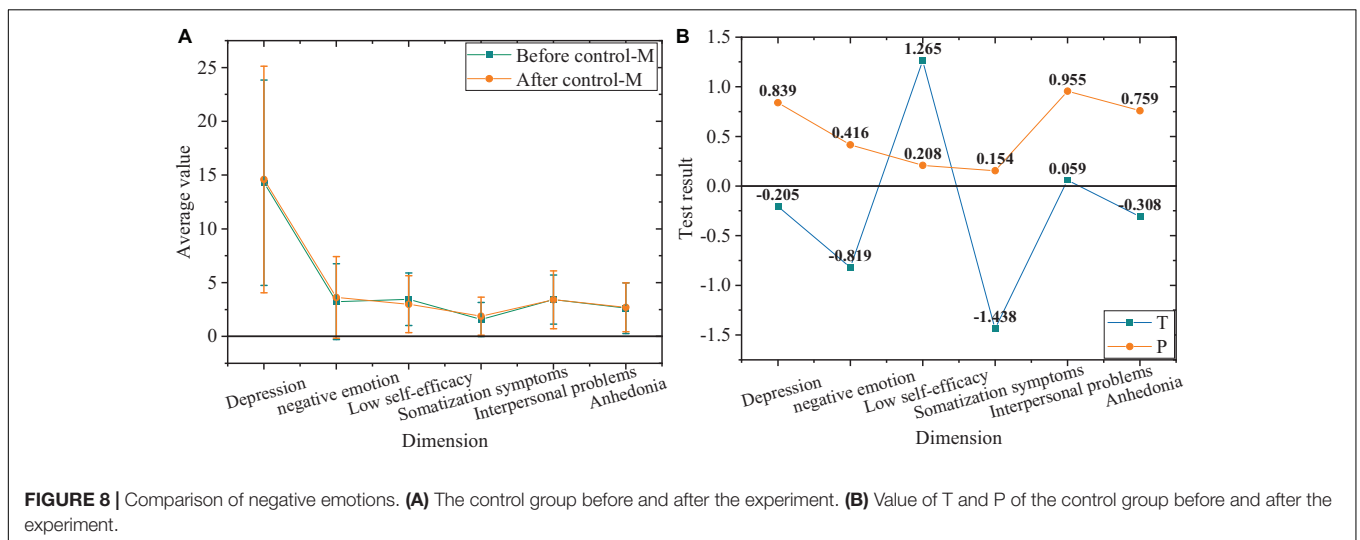 A
Before control-M
After control-M
25
20
15
10
5
0
Average value
Depression
negative emotion
Low self-efficacy
Somatization symptoms
Interpersonal problems
Anhedonia
Dimension
B
1.5
1.0
0.5
0.0
-0.5
-1.0
-1.5
Test result
0.839
0.416
1.265
0.208
0.154
0.955
0.759
-0.205
-0.819
-1.438
0.059
-0.308
T
P
Depression
negative emotion
Low self-efficacy
Somatization symptoms
Interpersonal problems
Anhedonia
Dimension
FIGURE 8 | Comparison of negative emotions. (A) The control group before and after the experiment. (B) Value of T and P of the control group before and after the
experiment.